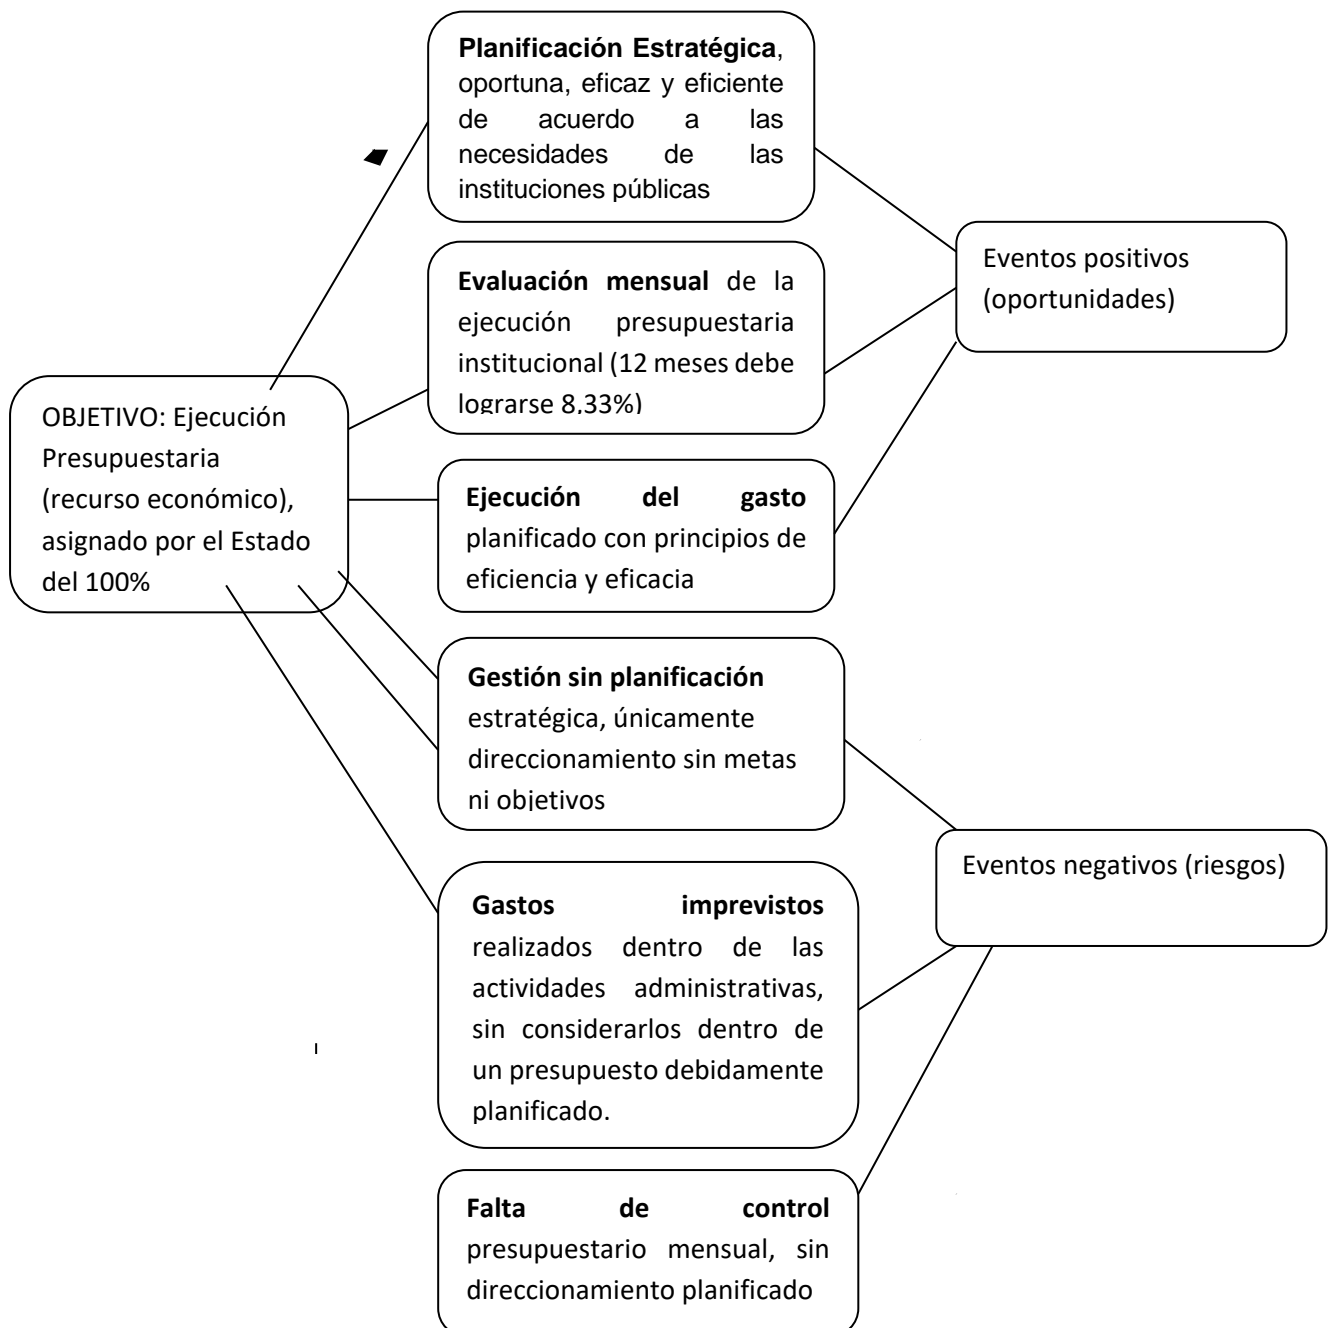 Planificación Estratégica,
oportuna, eficaz y eficiente
de acuerdo a las
necesidades de las
instituciones públicas
Eventos positivos
(oportunidades)
Evaluación mensual de la
ejecución presupuestaria
institucional (12 meses debe
lograrse 8,33%)
OBJETIVO: Ejecución
Presupuestaria
(recurso económico),
asignado por el Estado
del 100%
Ejecución del gasto
planificado con principios de
eficiencia y eficacia
Gestión sin planificación
estratégica, únicamente
direccionamiento sin metas
ni objetivos
Eventos negativos (riesgos)
Gastos imprevistos
realizados dentro de las
actividades administrativas,
sin considerarlos dentro de
un presupuesto debidamente
planificado.
Falta de control
presupuestario mensual, sin
direccionamiento planificado